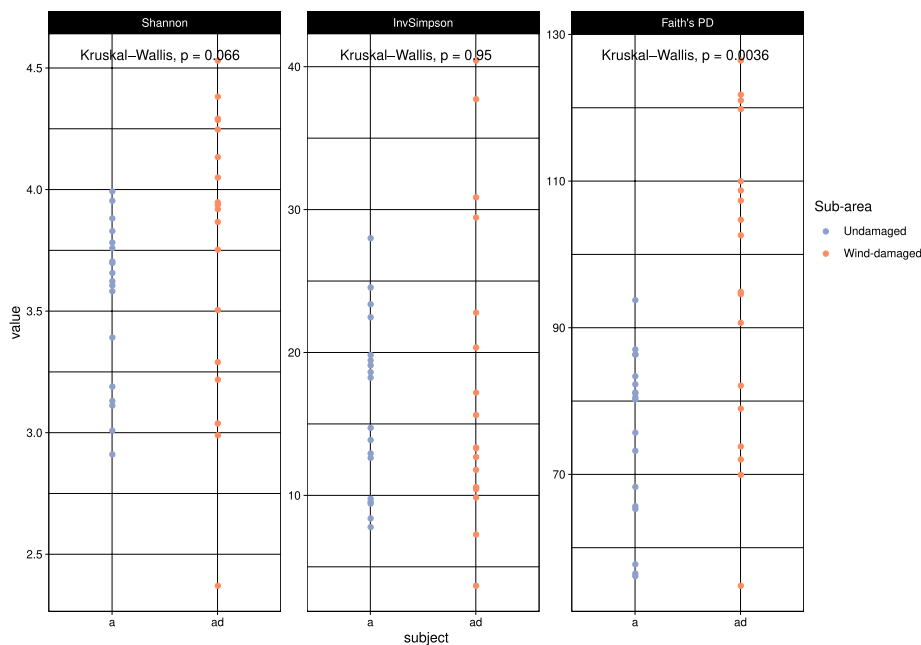 Shannon
InvSimpson
Faith's PD
Kruskal–Wallis, p = 0.066
Kruskal–Wallis, p = 0.95
Kruskal–Wallis, p = 0.0036
value
4.5
4.0
3.5
3.0
2.5
40
30
20
10
130
110
90
70
a
ad
a
ad
a
ad
subject
Sub-area
Undamaged
Wind-damaged